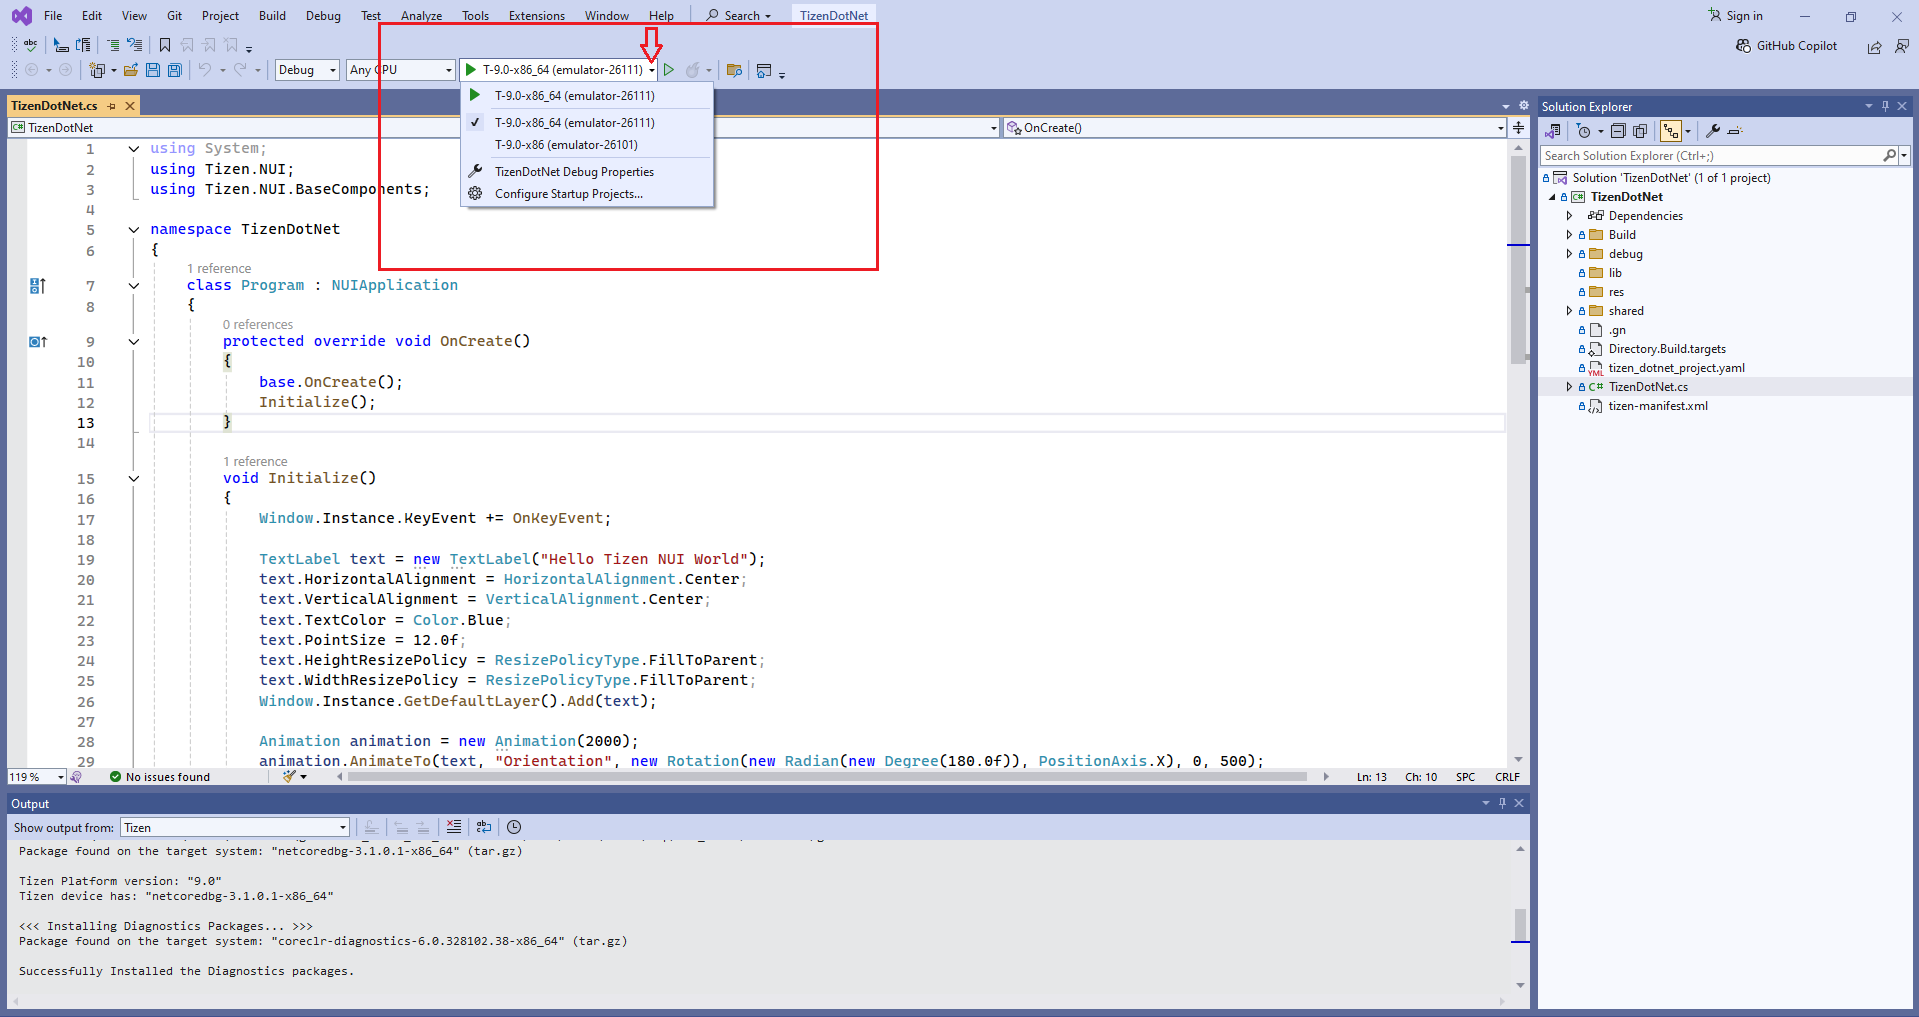 File Edit View Git Project Build Debug Test Analyze Tools Extensions Window Help Search TizenDotNet Sign in
abc GitHub Copilot
Debug Any CPU T-9.0-x86_64 (emulator-26111)
T-9.0-x86_64 (emulator-26111)
T-9.0-x86_64 (emulator-26111)
T-9.0-x86 (emulator-26101)
TizenDotNet Debug Properties
Configure Startup Projects...
TizenDotNet.cs
C# TizenDotNet OnCreate()
1 using System;
2 using Tizen.NUI;
3 using Tizen.NUI.BaseComponents;
4
5 namespace TizenDotNet
6 {
1 reference
7 class Program : NUIApplication
8 {
0 references
9 protected override void OnCreate()
10 {
11 base.OnCreate();
12 Initialize();
13 }
14
1 reference
15 void Initialize()
16 {
17 Window.Instance.KeyEvent += OnKeyEvent;
18
19 TextLabel text = new TextLabel("Hello Tizen NUI World");
20 text.HorizontalAlignment = HorizontalAlignment.Center;
21 text.VerticalAlignment = VerticalAlignment.Center;
22 text.TextColor = Color.Blue;
23 text.PointSize = 12.0f;
24 text.HeightResizePolicy = ResizePolicyType.FillToParent;
25 text.WidthResizePolicy = ResizePolicyType.FillToParent;
26 Window.Instance.GetDefaultLayer().Add(text);
27
28 Animation animation = new Animation(2000);
29 animation.AnimateTo(text, "Orientation", new Rotation(new Radian(new Degree(180.0f)), PositionAxis.X), 0, 500);
119 % No issues found Ln: 13 Ch: 10 SPC CRLF
Output
Show output from: Tizen
Package found on the target system: "netcoredbg-3.1.0.1-x86_64" (tar.gz)
Tizen Platform version: "9.0"
Tizen device has: "netcoredbg-3.1.0.1-x86_64"
<<< Installing Diagnostics Packages... >>>
Package found on the target system: "coreclr-diagnostics-6.0.328102.38-x86_64" (tar.gz)
Successfully Installed the Diagnostics packages.
Solution Explorer
Search Solution Explorer (Ctrl+;)
Solution 'TizenDotNet' (1 of 1 project)
C# TizenDotNet
Dependencies
Build
debug
lib
res
shared
.gn
Directory.Build.targets
YML tizen_dotnet_project.yaml
C# TizenDotNet.cs
tizen-manifest.xml